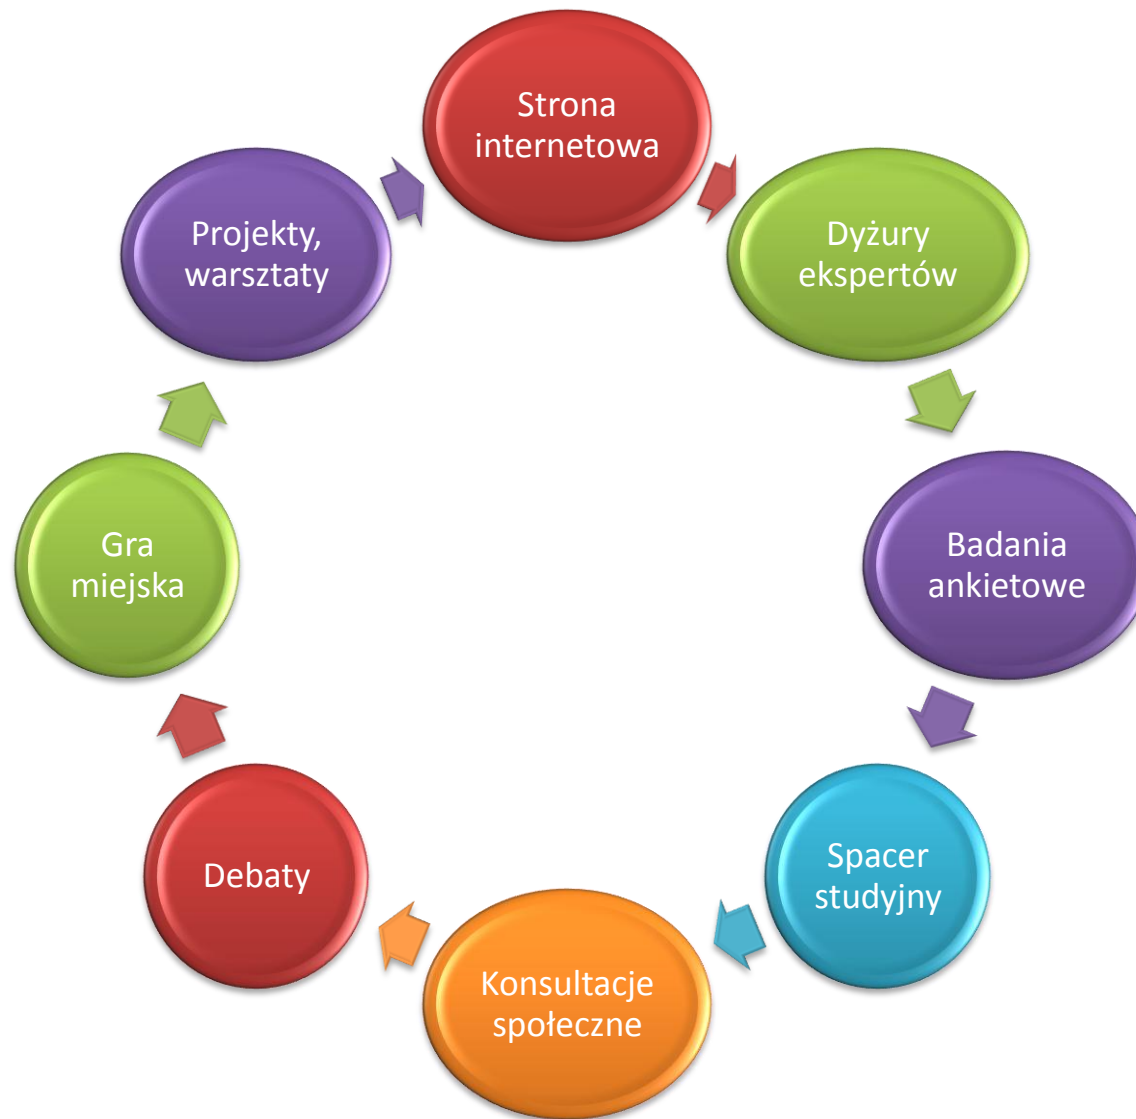 Strona
internetowa
Dyżury
ekspertów
Badania
ankietowe
Spacer
studyjny
Konsultacje
społeczne
Debaty
Gra
miejska
Projekty,
warsztaty